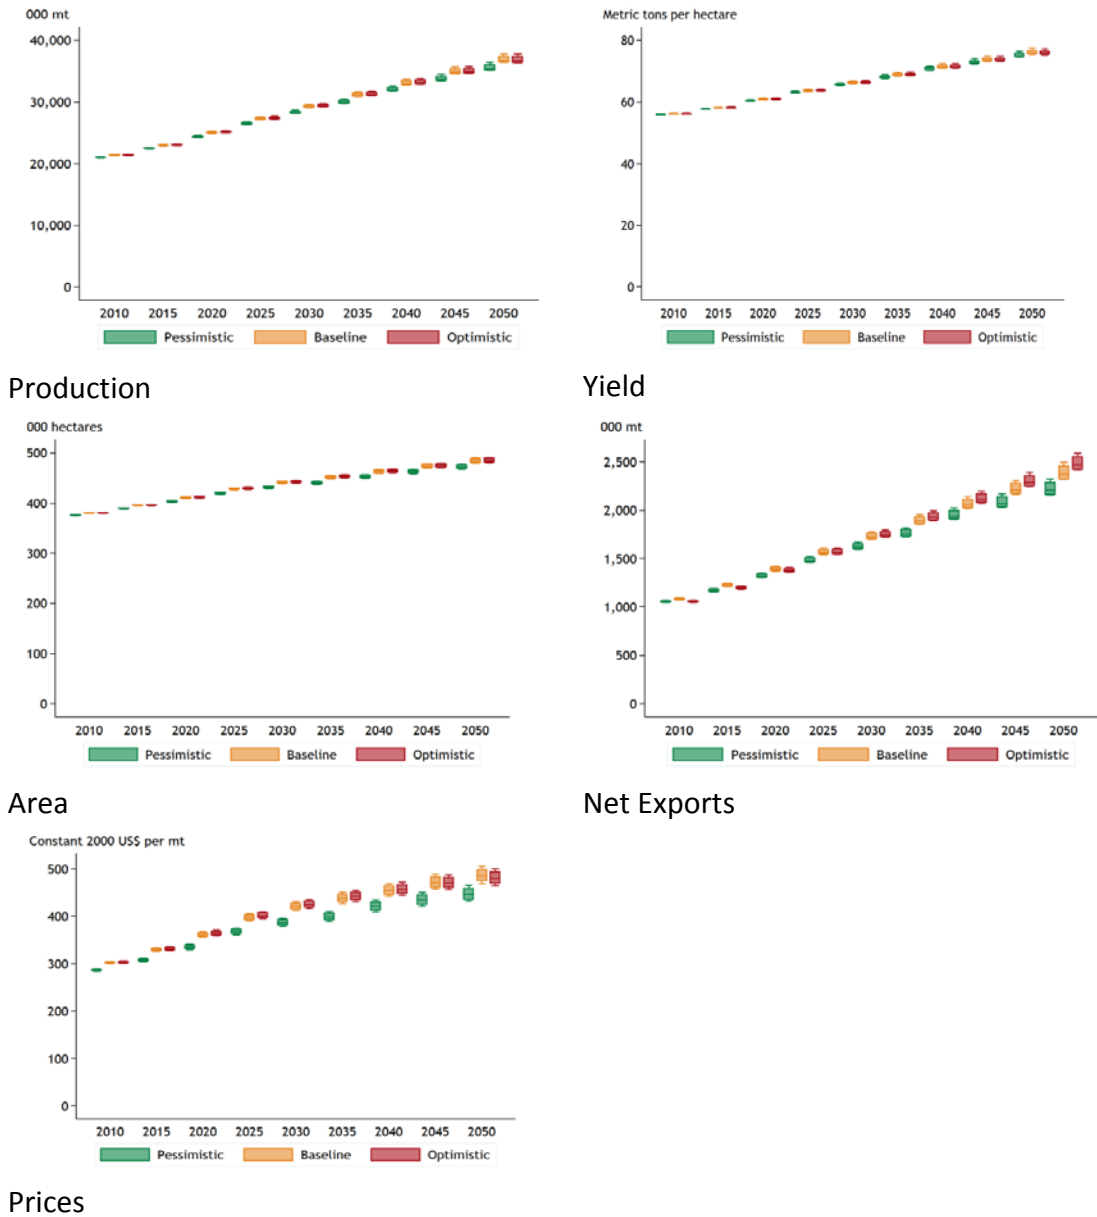 000 mt
40,000
30,000
20,000
10,000
0
2010 2015 2020 2025 2030 2035 2040 2045 2050
Pessimistic Baseline Optimistic
Production
Metric tons per hectare
80
60
40
20
0
2010 2015 2020 2025 2030 2035 2040 2045 2050
Pessimistic Baseline Optimistic
Yield
000 hectares
500
400
300
200
100
0
2010 2015 2020 2025 2030 2035 2040 2045 2050
Pessimistic Baseline Optimistic
Area
000 mt
2,500
2,000
1,500
1,000
500
0
2010 2015 2020 2025 2030 2035 2040 2045 2050
Pessimistic Baseline Optimistic
Net Exports
Constant 2000 US$ per mt
500
400
300
200
100
0
2010 2015 2020 2025 2030 2035 2040 2045 2050
Pessimistic Baseline Optimistic
Prices